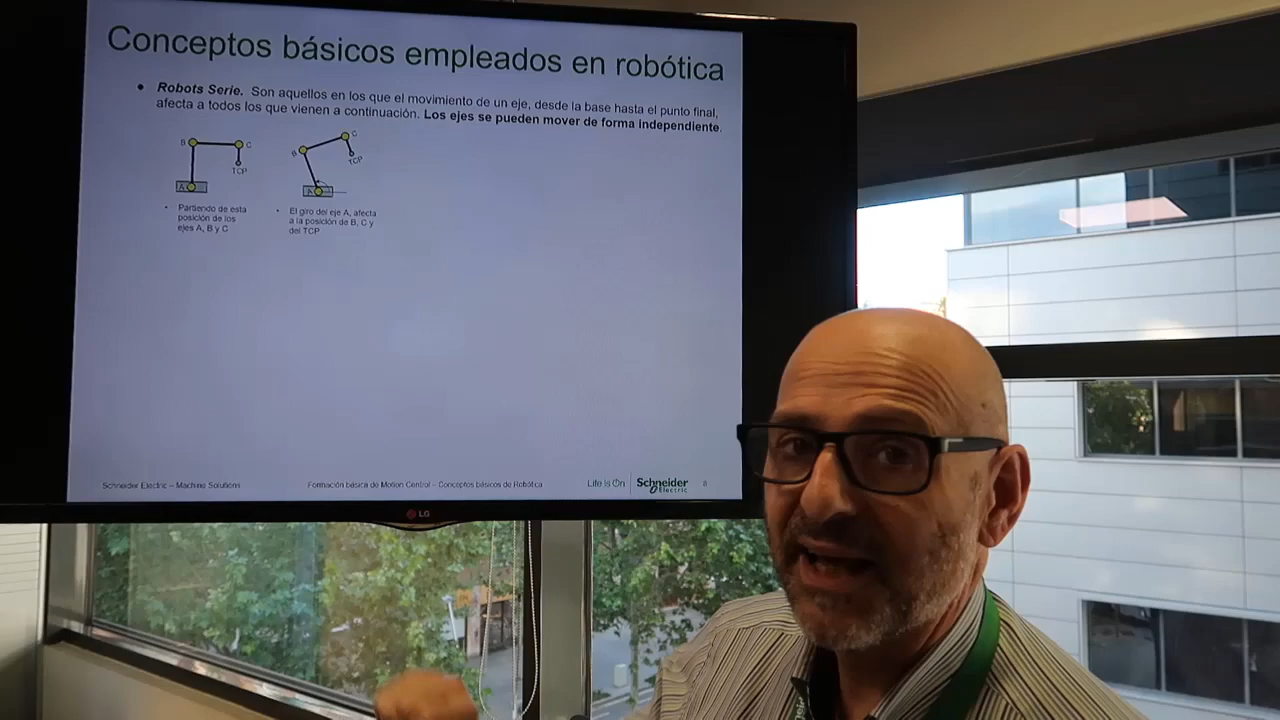 Conceptos básicos empleados en robótica
• Robots Serie. Son aquellos en los que el movimiento de un eje, desde la base hasta el punto final,
afecta a todos los que vienen a continuación. Los ejes se pueden mover de forma independiente.
B C
TCP
A
B C
TCP
A
• Partiendo de esta
posición de los
ejes A, B y C
• El giro del eje A, afecta
a la posición de B, C y
del TCP
Schneider Electric – Machine Solutions
Formación básica de Motion Control – Conceptos básicos de Robótica
Life Is On
Schneider
Electric
8
LG